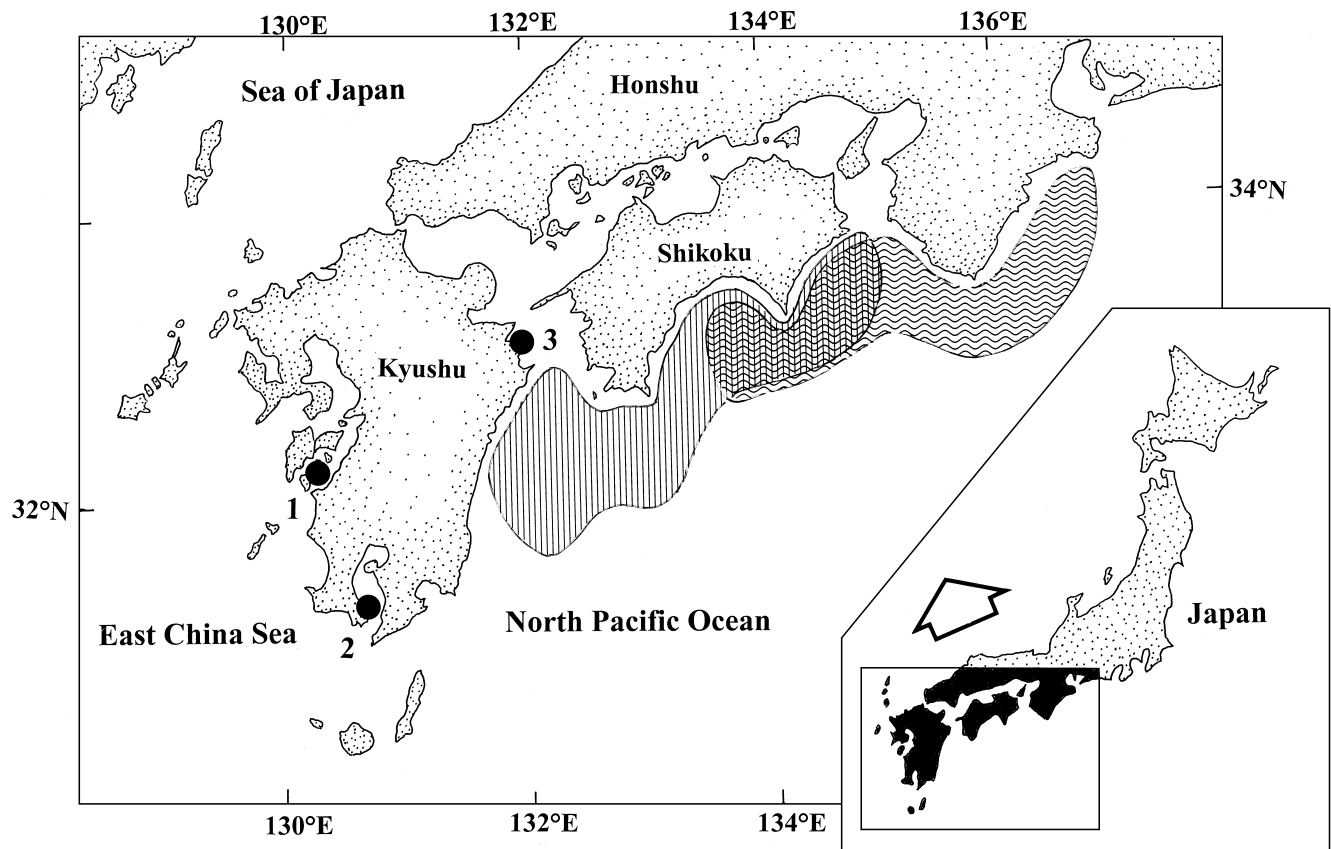 130°E
132°E
134°E
136°E
Sea of Japan
Honshu
34°N
Shikoku
3
Kyushu
1
32°N
North Pacific Ocean
Japan
East China Sea
2
130°E
132°E
134°E